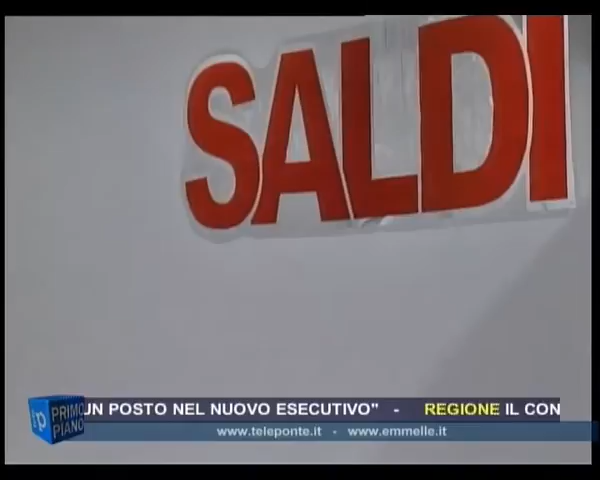 SALDI
UN POSTO NEL NUOVO ESECUTIVO" - REGIONE IL CON
PRIMO
PIANO
www.teleponte.it - www.emmelle.it